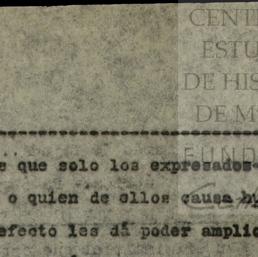 CENT
ESTU
DE HIS
DE M
FUND
s que solo los expresados
o quien de ellos causa hy
efecto les dá poder amplio